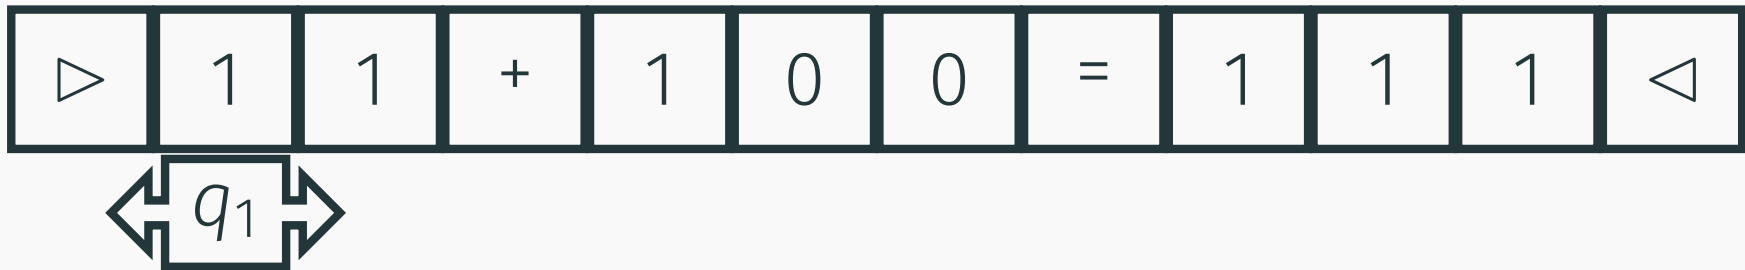 ▷ 1 1 + 1 0 0 = 1 1 1 ◁
q₁